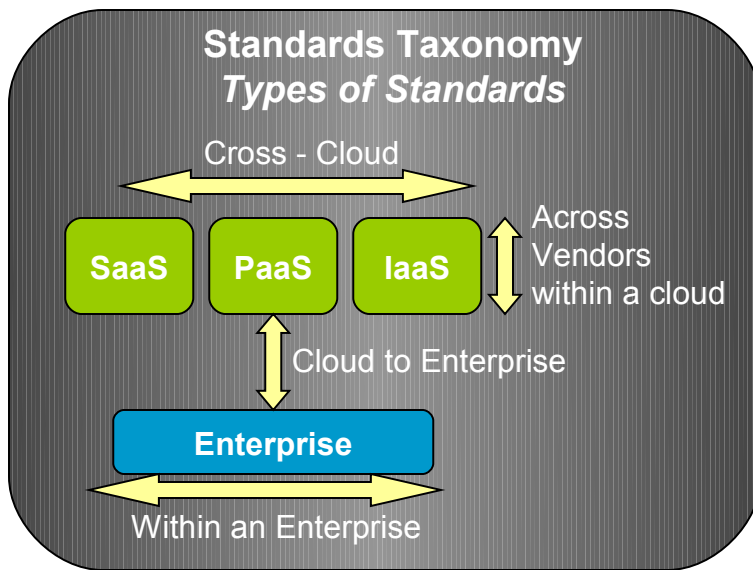 Standards Taxonomy
Types of Standards
Cross - Cloud
SaaS
PaaS
IaaS
Across
Vendors
within a cloud
Cloud to Enterprise
Enterprise
Within an Enterprise